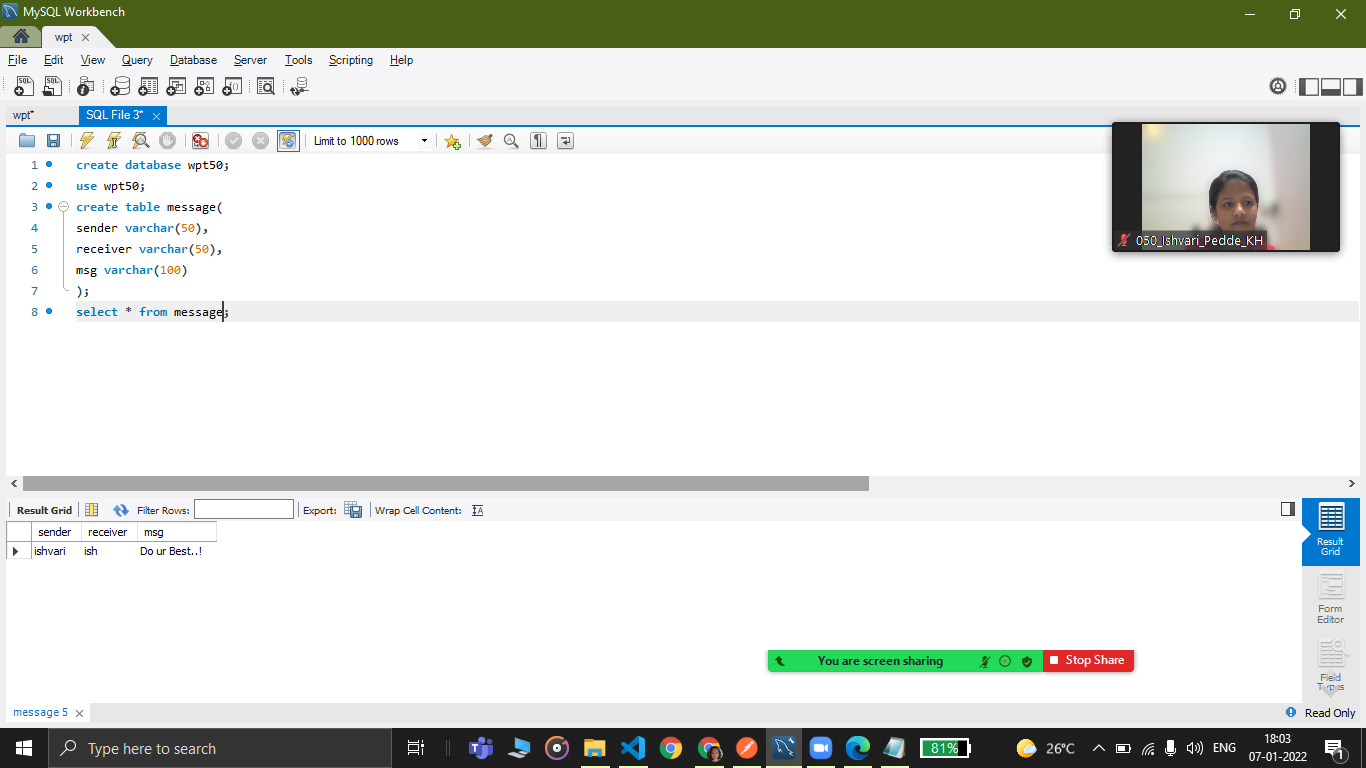 MySQL Workbench
wpt
File Edit View Query Database Server Tools Scripting Help
wpt*
SQL File 3*
Limit to 1000 rows
1 create database wpt50;
2 use wpt50;
3 create table message(
4 sender varchar(50),
5 receiver varchar(50),
6 msg varchar(100)
7 );
8 select * from message;
050_Ishvari_Pedde_KH
Result Grid Filter Rows: Export: Wrap Cell Content:
sender receiver msg
ishvari ish Do ur Best..!
Result
Grid
Form
Editor
Field
Types
You are screen sharing Stop Share
message 5
Read Only
Type here to search
81%
26°C
ENG
18:03
07-01-2022
1